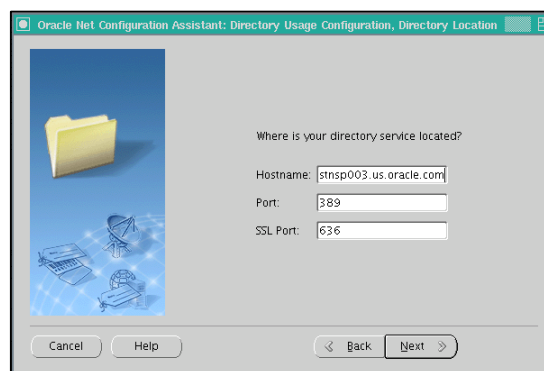 Oracle Net Configuration Assistant: Directory Usage Configuration, Directory Location
Where is your directory service located?
Hostname: stnsp003.us.oracle.com
Port: 389
SSL Port: 636
Cancel Help Back Next